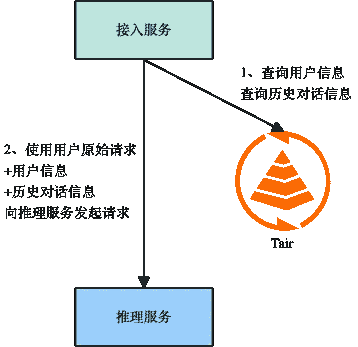 接入服务
1、查询用户信息
查询历史对话信息
2、使用用户原始请求
+用户信息
+历史对话信息
向推理服务发起请求
Tair
推理服务